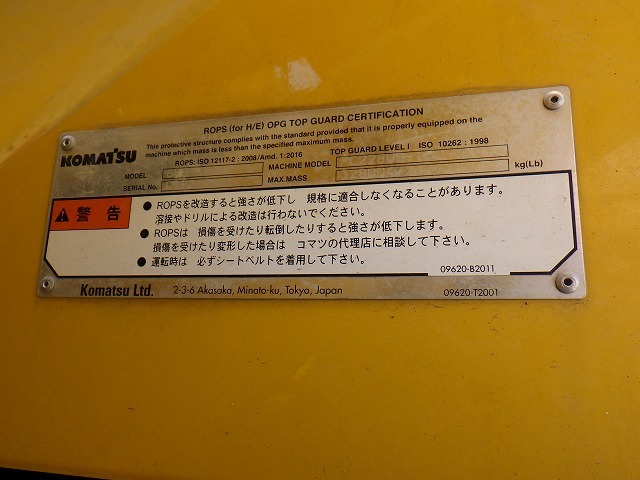 ROPS (for H/E) OPG TOP GUARD CERTIFICATION
This protective structure complies with the standard provided that it is properly equipped on the
machine which mass is less than the specified maximum mass.
KOMATSU
ROPS: ISO 12117-2 : 2008/Amd. 1:2016 TOP GUARD LEVEL I ISO 10262 : 1998
MODEL MACHINE MODEL
SERIAL No. MAX.MASS kg(Lb)
警告
● ROPSを改造すると強さが低下し 規格に適合しなくなることがあります。
溶接やドリルによる改造は行わないでください。
● ROPSは 損傷を受けたり転倒したりすると強さが低下します。
損傷を受けたり変形した場合は コマツの代理店に相談して下さい。
● 運転時は 必ずシートベルトを着用して下さい。
09620-B2011
Komatsu Ltd. 2-3-6 Akasaka, Minato-ku, Tokyo, Japan 09620-T2001